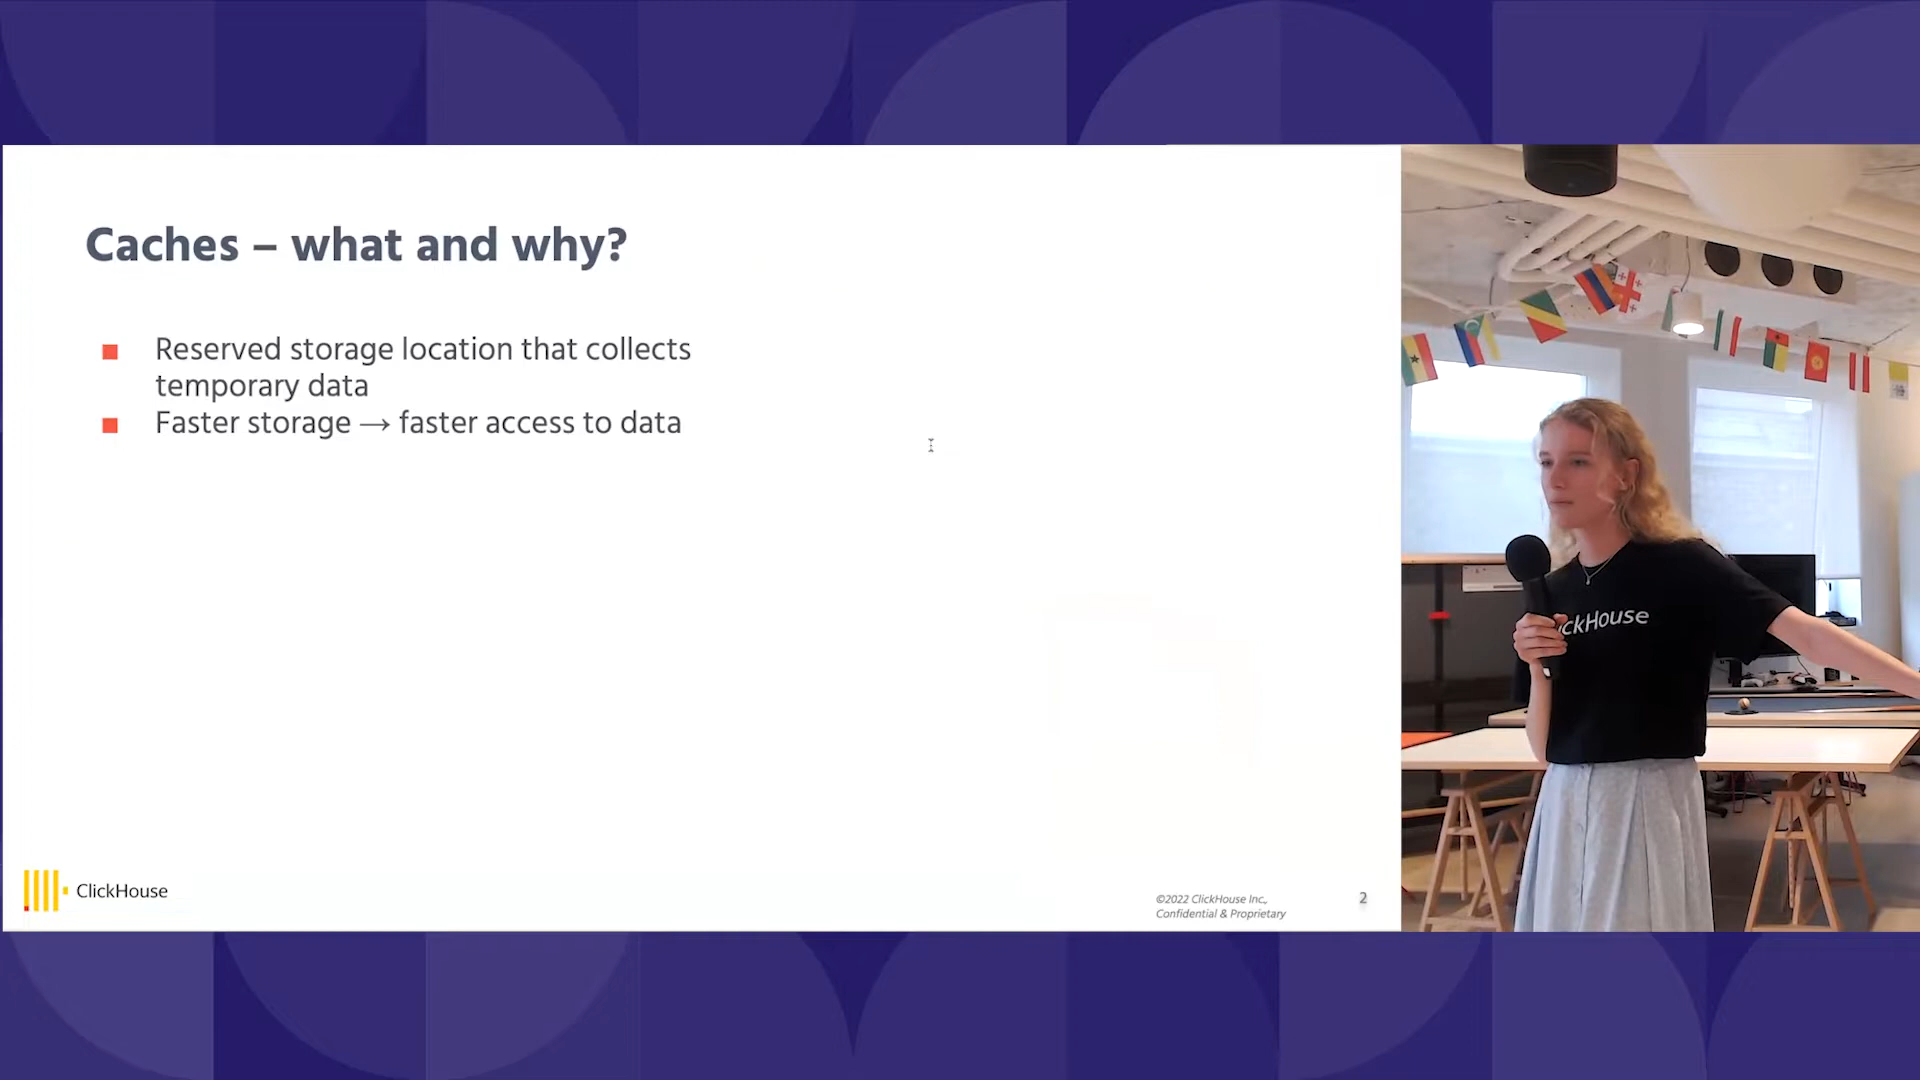 Caches – what and why?
Reserved storage location that collects
temporary data
Faster storage → faster access to data
ickHouse
ClickHouse
©2022 ClickHouse Inc.,
Confidential & Proprietary
2